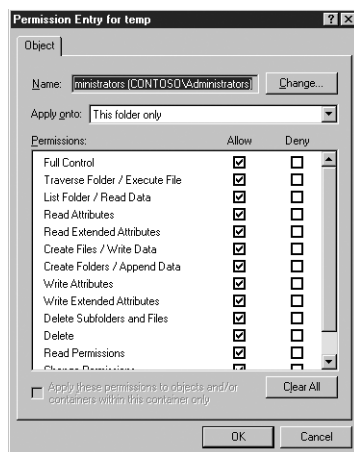 Permission Entry for temp
Object
Name: ministrators (CONTOSO\Administrators) Change...
Apply onto: This folder only
Permissions: Allow Deny
Full Control
Traverse Folder / Execute File
List Folder / Read Data
Read Attributes
Read Extended Attributes
Create Files / Write Data
Create Folders / Append Data
Write Attributes
Write Extended Attributes
Delete Subfolders and Files
Delete
Read Permissions
Change Permissions
Apply these permissions to objects and/or
containers within this container only
Clear All
OK Cancel